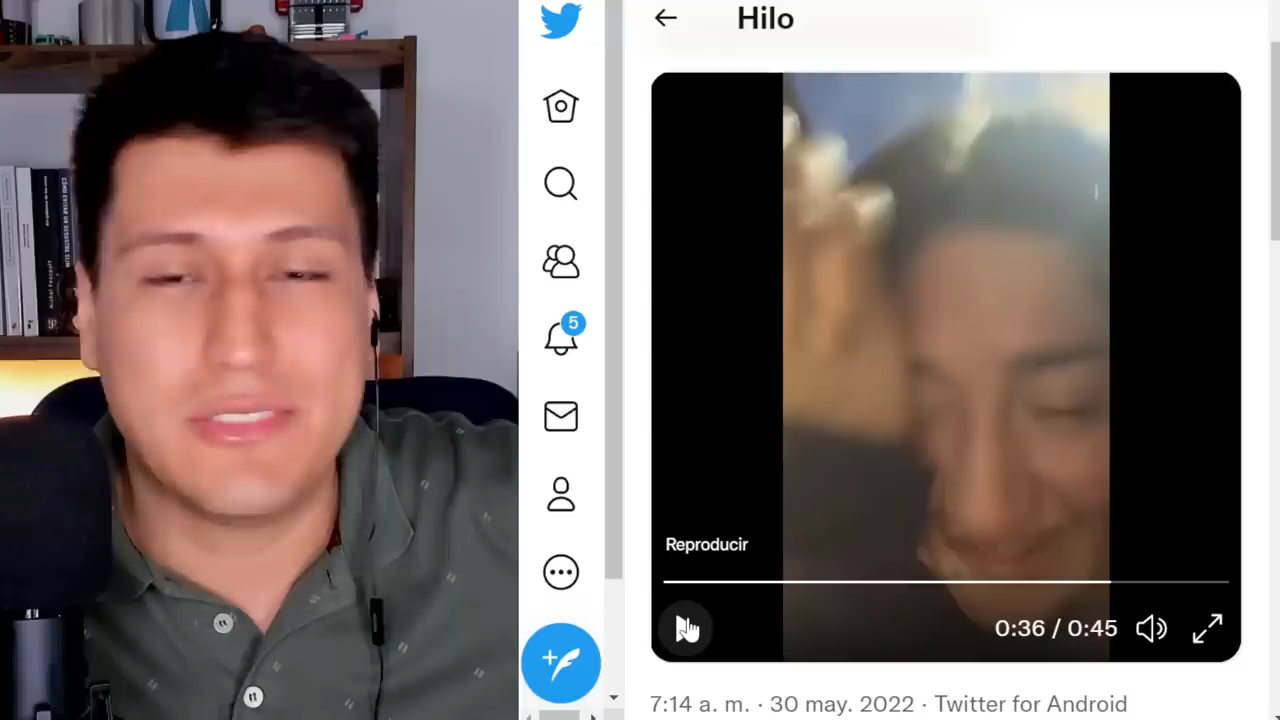 Hilo
5
Reproducir
0:36 / 0:45
7:14 a. m. · 30 may. 2022 · Twitter for Android